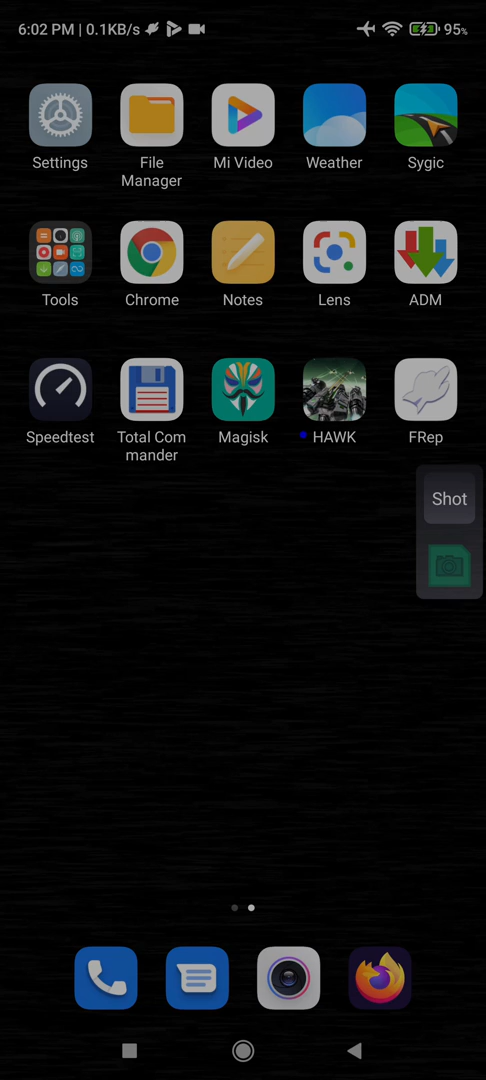 6:02 PM | 0.1KB/s 95%
Settings
File
Manager
Mi Video
Weather
Sygic
Tools
Chrome
Notes
Lens
ADM
Speedtest
Total Com
mander
Magisk
HAWK
FRep
Shot